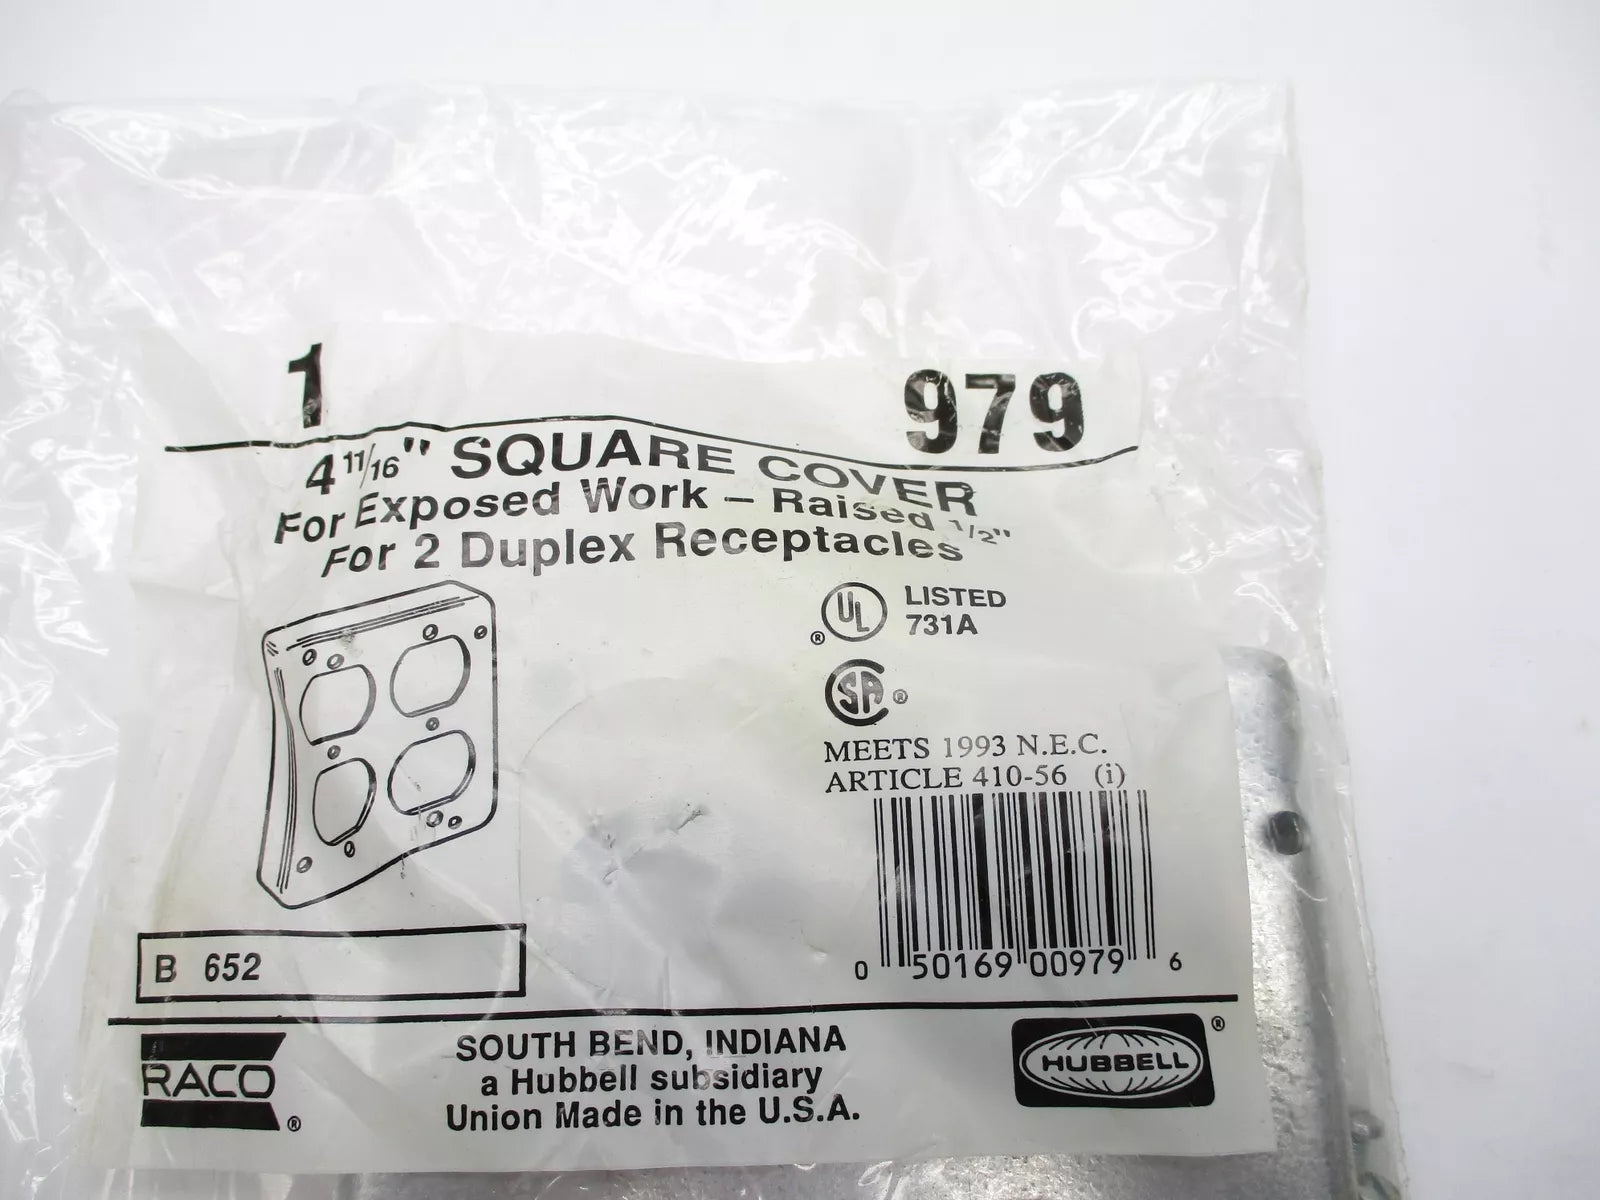 1 979
4 11/16" SQUARE COVER
For Exposed Work – Raised 1/2"
For 2 Duplex Receptacles
UL LISTED
® 731A
SA ®
MEETS 1993 N.E.C.
ARTICLE 410-56 (i)
0 50169 00979 6
B 652
RACO ®
SOUTH BEND, INDIANA
a Hubbell subsidiary
Union Made in the U.S.A.
HUBBELL ®